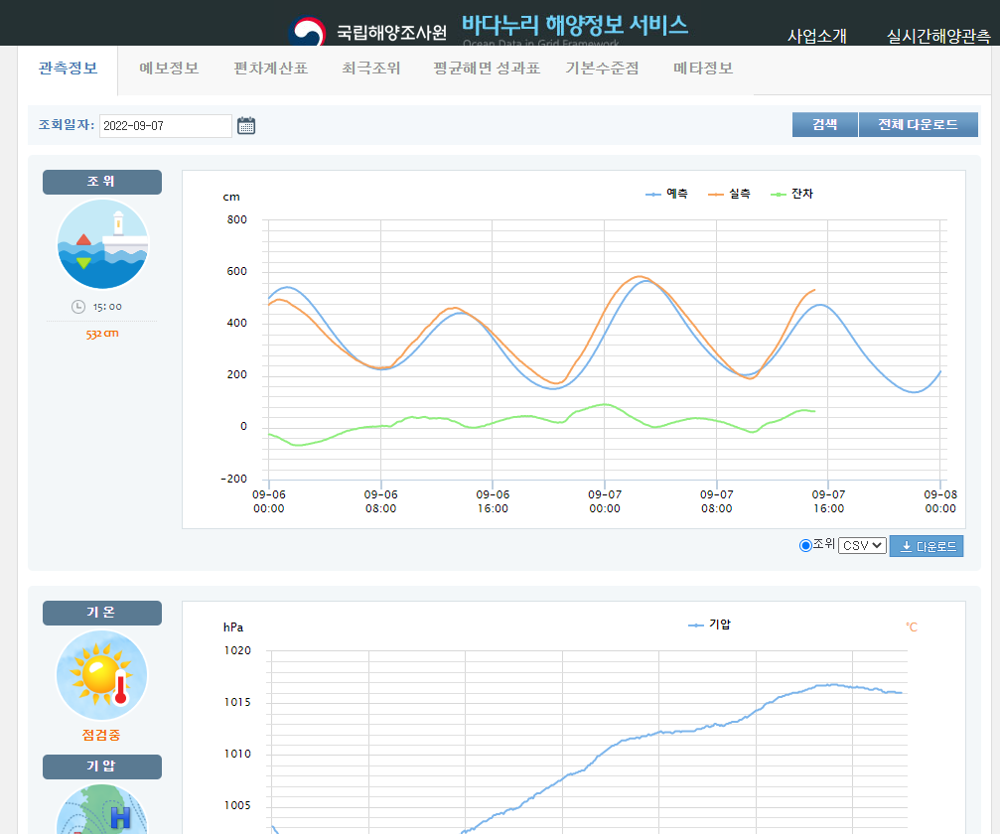 국립해양조사원
바다누리 해양정보 서비스
Ocean Data in Grid Framework
사업소개 실시간해양관측
관측정보 예보정보 편차계산표 최극조위 평균해면 성과표 기본수준점 메타정보
조회일자: 2022-09-07 검색 전체 다운로드
조 위
15:00
532 cm
cm 예측 실측 잔차
800
600
400
200
0
-200
09-06 09-06 09-06 09-07 09-07 09-07 09-08
00:00 08:00 16:00 00:00 08:00 16:00 00:00
조위 CSV 다운로드
기 온
점검중
기 압
H
hPa 기압 ℃
1020
1015
1010
1005